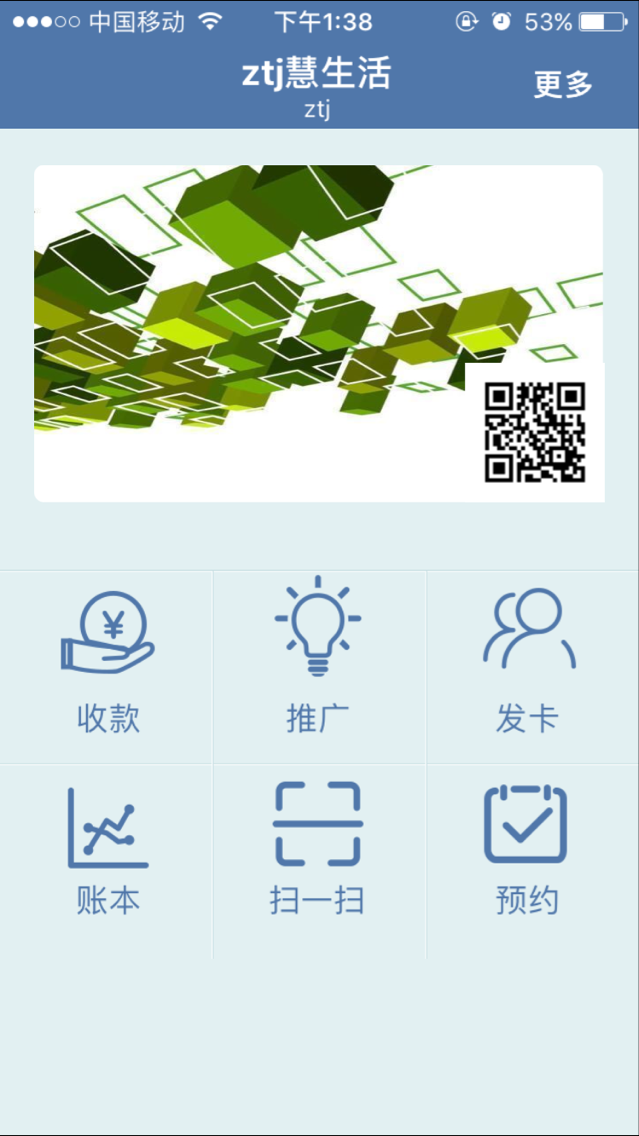 中国移动 下午1:38 53%
ztj慧生活
更多
ztj
¥
收款 推广 发卡
账本 扫一扫 预约